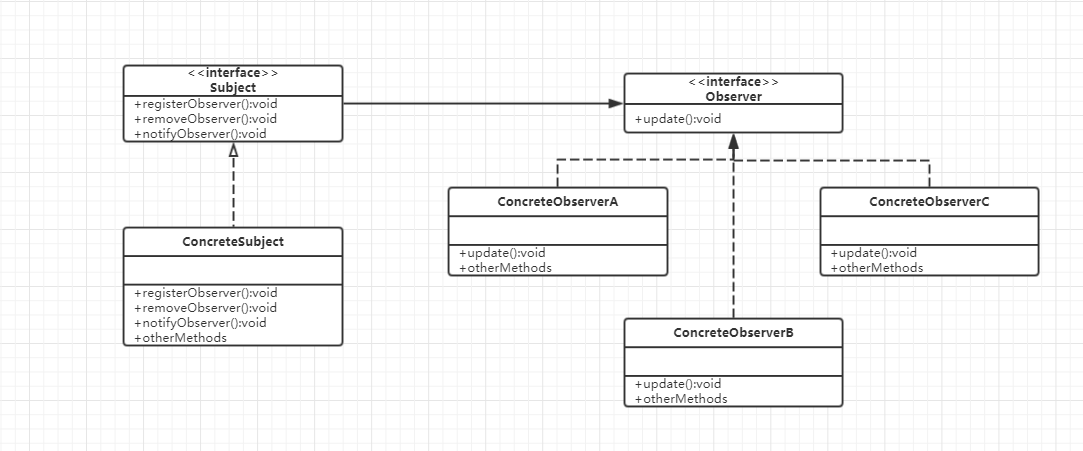 <<interface>>
Subject
+registerObserver():void
+removeObserver():void
+notifyObserver():void
<<interface>>
Observer
+update():void
ConcreteObserverA
+update():void
+otherMethods
ConcreteObserverC
+update():void
+otherMethods
ConcreteSubject
+registerObserver():void
+removeObserver():void
+notifyObserver():void
+otherMethods
ConcreteObserverB
+update():void
+otherMethods